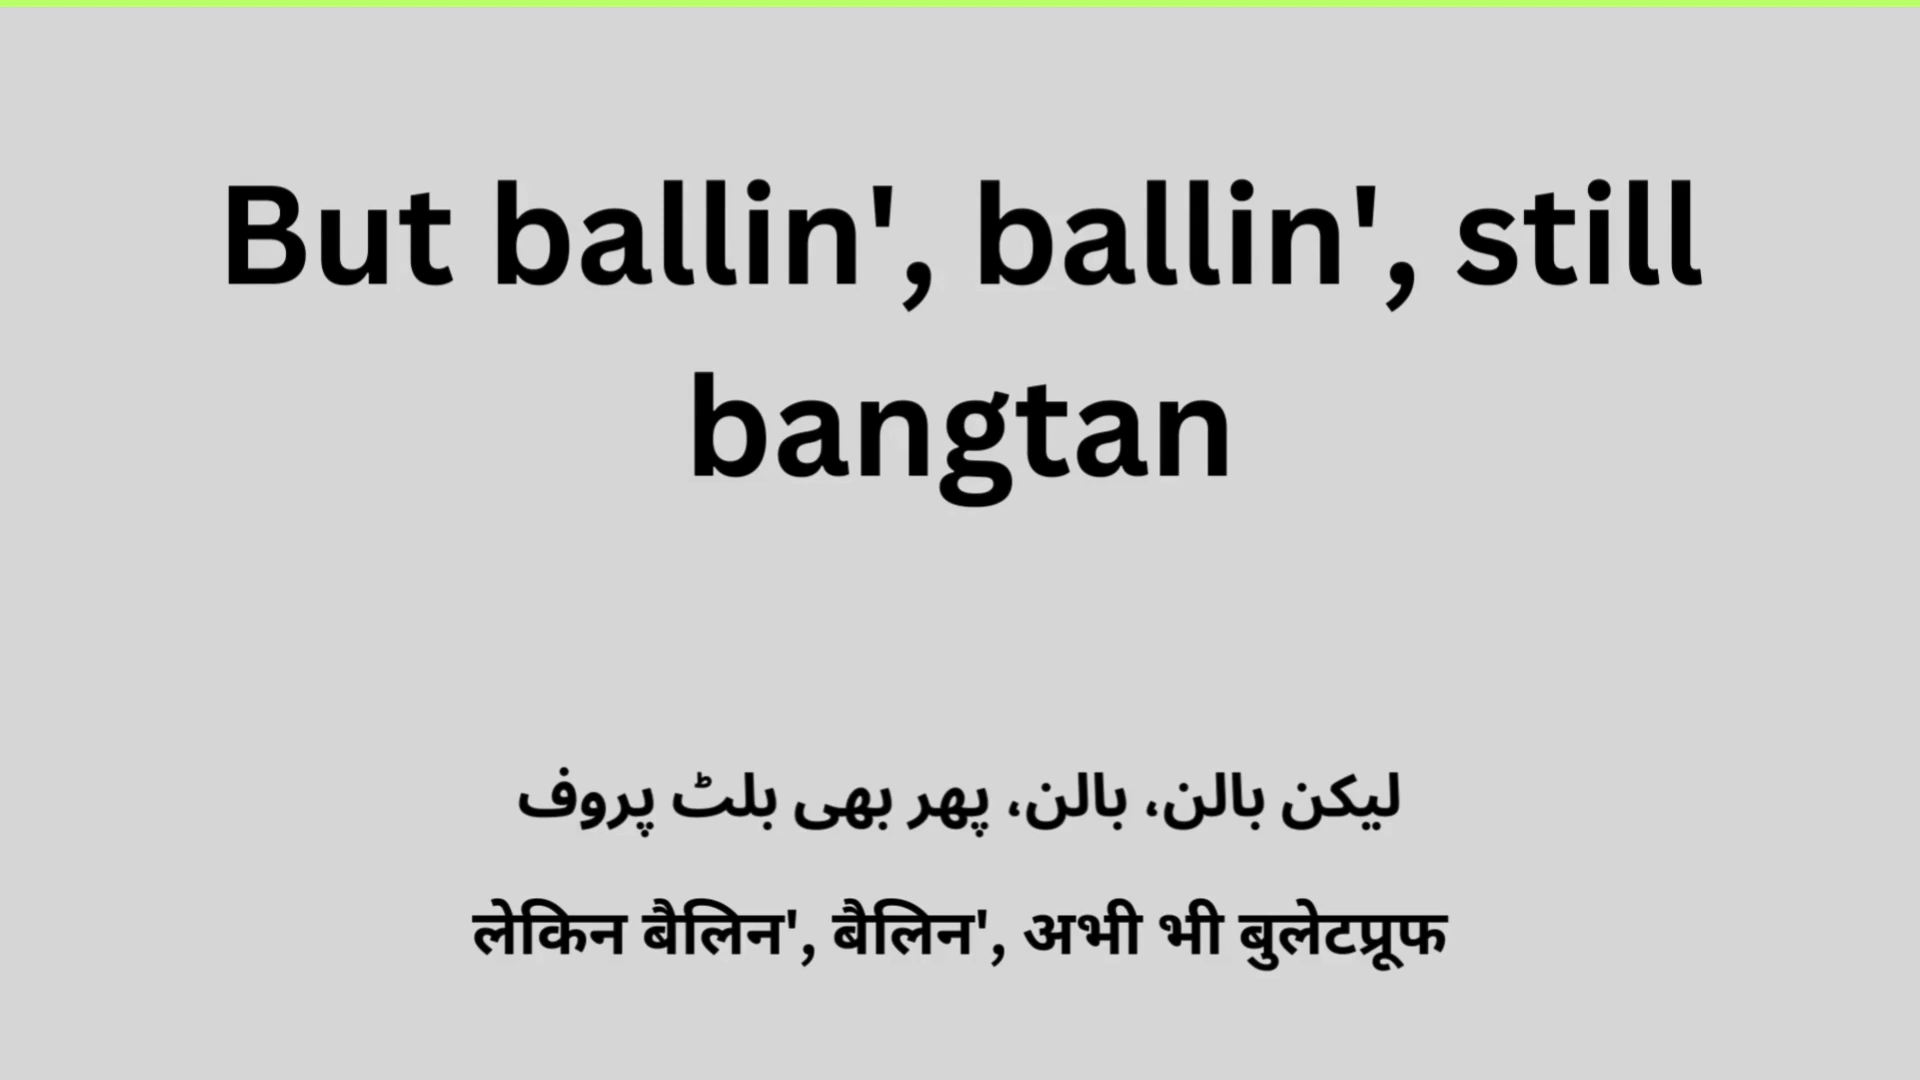 But ballin', ballin', still
bangtan
لیکن بالن، بالن، پھر بھی بلٹ پروف
लेकिन बैलिन', बैलिन', अभी भी बुलेटप्रूफ